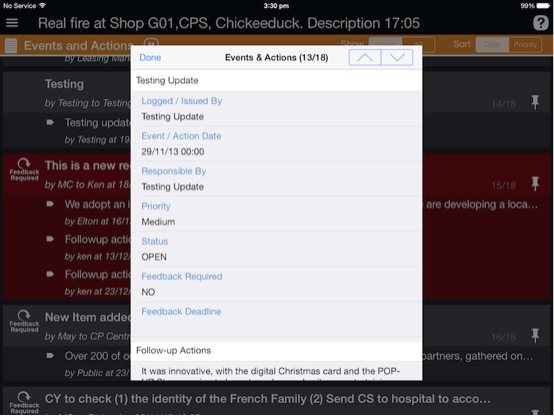 No Service 3:30 pm 99%
Real fire at Shop G01,CPS, Chickeeduck. Description 17:05 ?
Events and Actions Show Sort Date Priority
by Leasing Man
Done Events & Actions (13/18)
Testing Update
Testing
by Testing to Testing 14/18
Testing updat
by Testing at 19
Logged / Issued By
Testing Update
Event / Action Date
29/11/13 00:00
Responsible By
Testing Update
Priority
Medium
Status
OPEN
Feedback Required
NO
Feedback Deadline
Follow-up Actions
It was innovative, with the digital Christmas card and the POP-
Feedback
Required
This is a new re
by MC to Ken at 18/ 15/18
We adopt an i are developing a loca...
by Elton at 16/1
Followup actio
by ken at 13/12
Followup actio
by ken at 23/12
Feedback
Required
New Item added
by May to CP Centr 16/18
Over 200 of o partners, gathered on...
by Public at 23/
Feedback
Required
CY to check (1) the identity of the French Family (2) Send CS to hospital to acco...